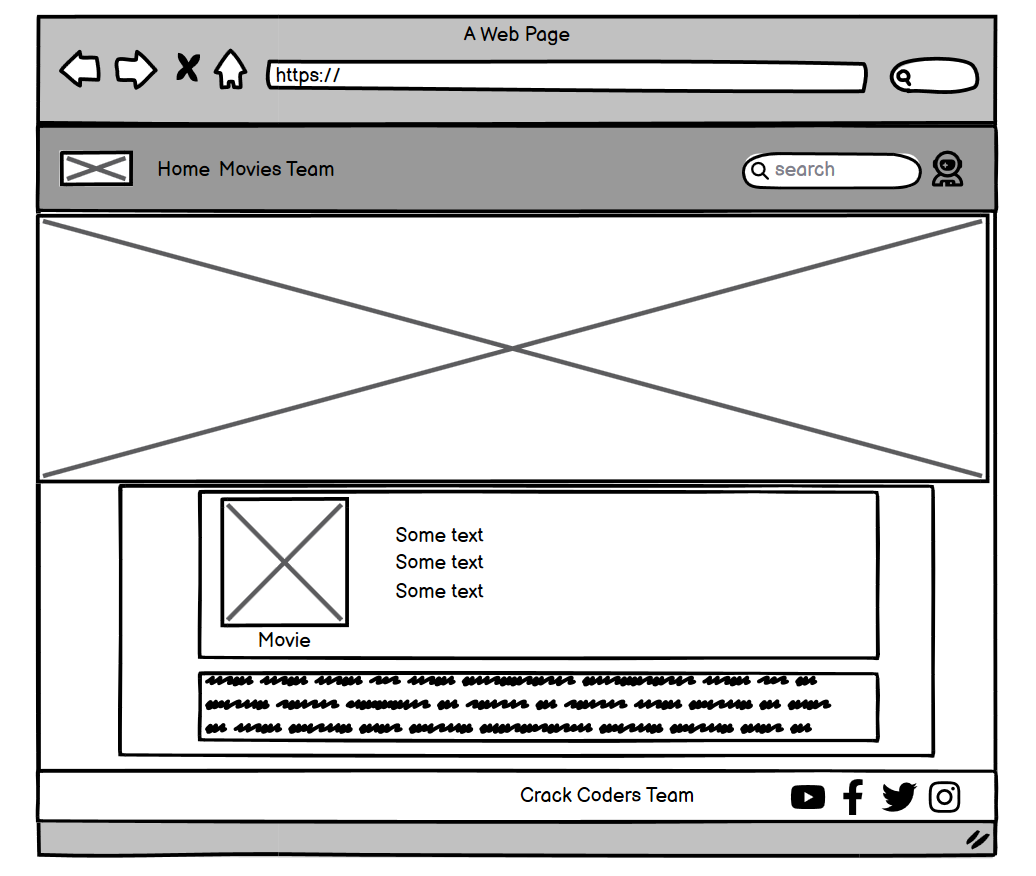 A Web Page
https://
Home Movies Team
search
Some text
Some text
Some text
Movie
Crack Coders Team